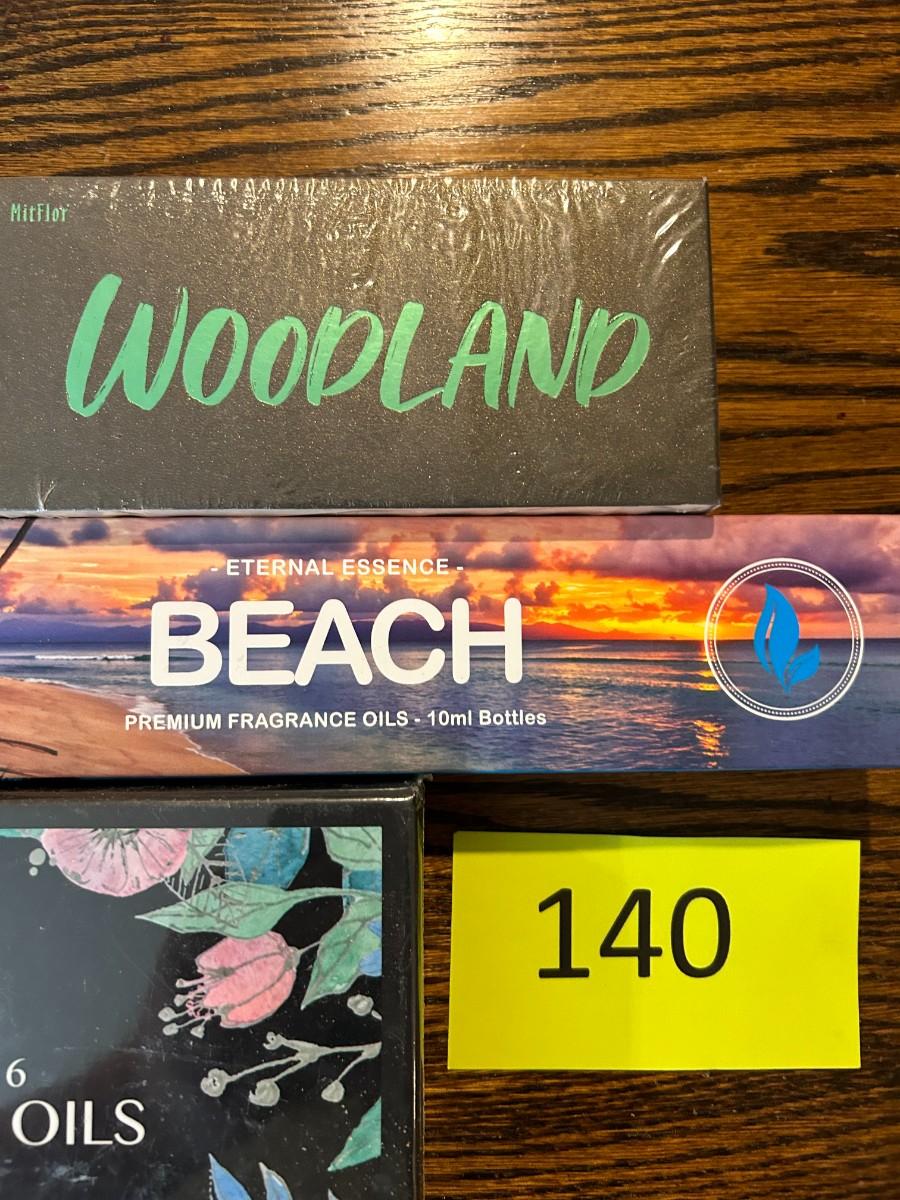 MitFlor
WOODLAND
- ETERNAL ESSENCE -
BEACH
PREMIUM FRAGRANCE OILS - 10ml Bottles
140
6
OILS